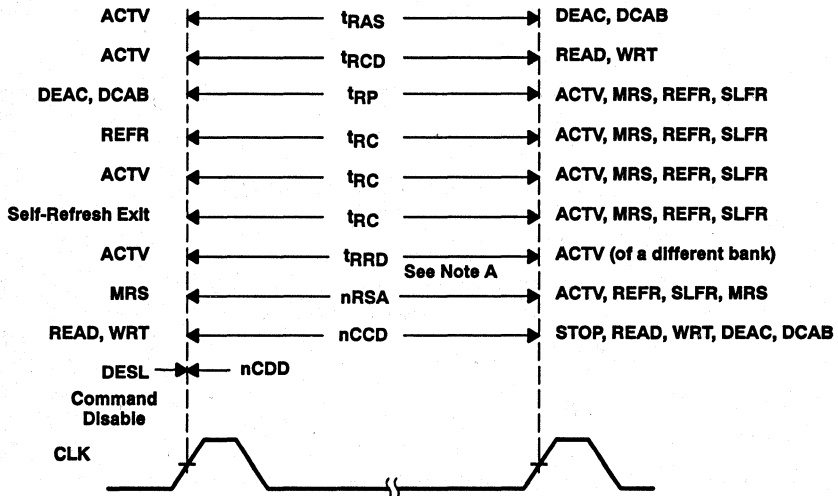 ACTV tRAS DEAC, DCAB
ACTV tRCD READ, WRT
DEAC, DCAB tRP ACTV, MRS, REFR, SLFR
REFR tRC ACTV, MRS, REFR, SLFR
ACTV tRC ACTV, MRS, REFR, SLFR
Self-Refresh Exit tRC ACTV, MRS, REFR, SLFR
ACTV tRRD ACTV (of a different bank)
See Note A
MRS nRSA ACTV, REFR, SLFR, MRS
READ, WRT nCCD STOP, READ, WRT, DEAC, DCAB
DESL nCDD
Command
Disable
CLK